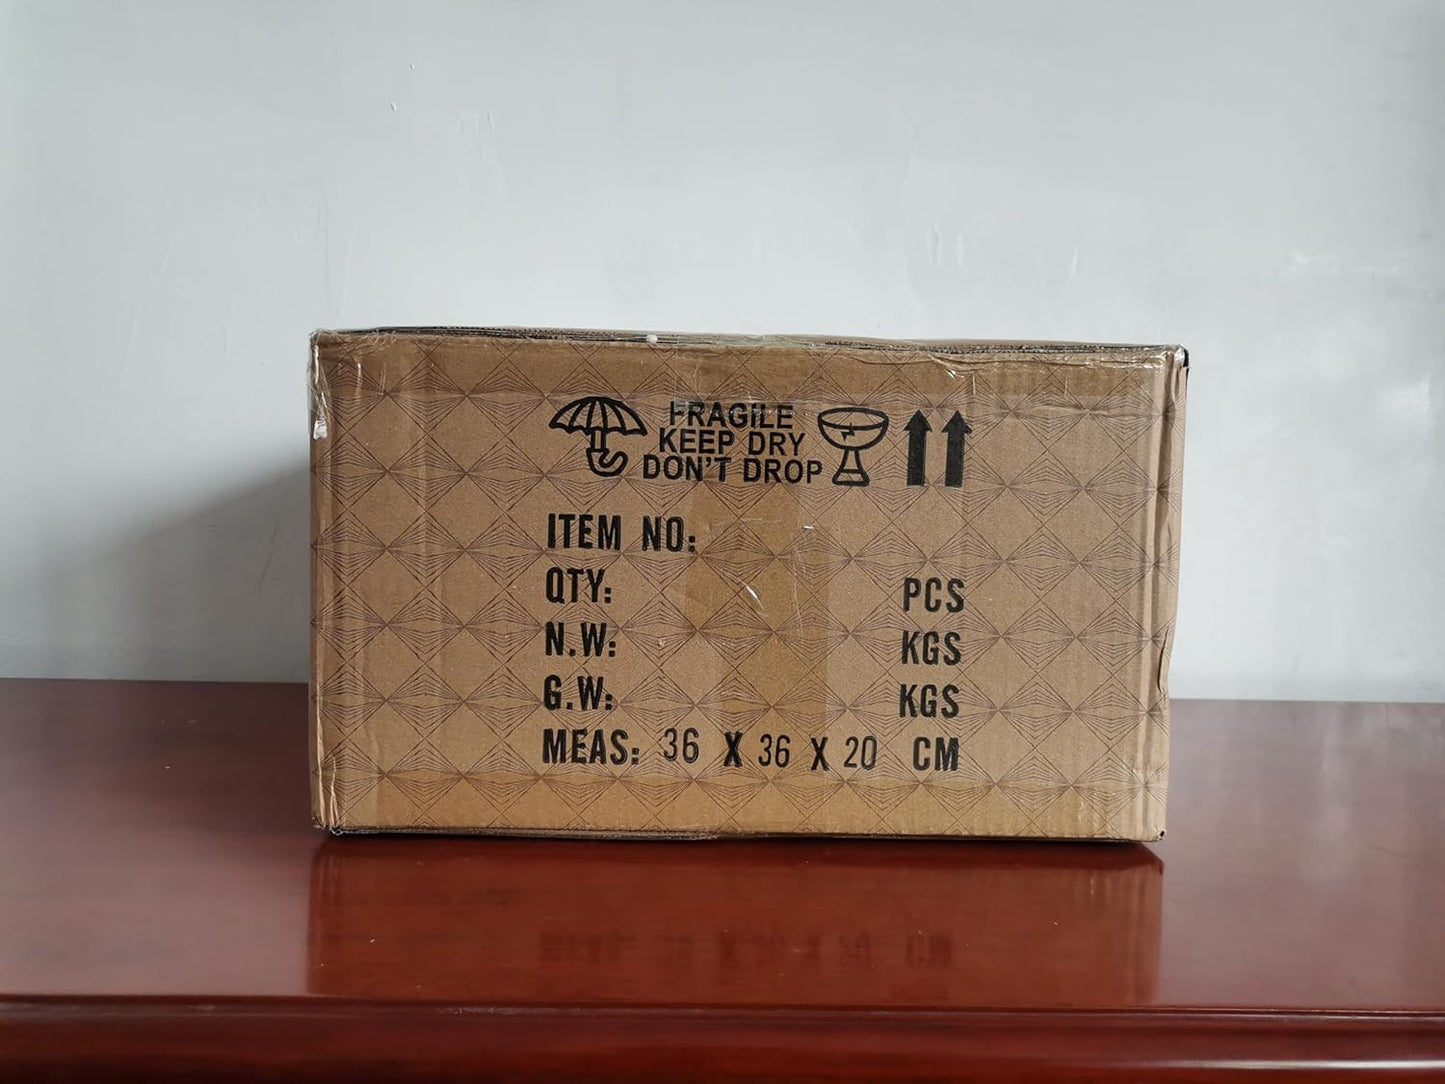 FRAGILE
KEEP DRY
DON'T DROP
ITEM NO:
QTY: PCS
N.W: KGS
G.W: KGS
MEAS: 36 X 36 X 20 CM